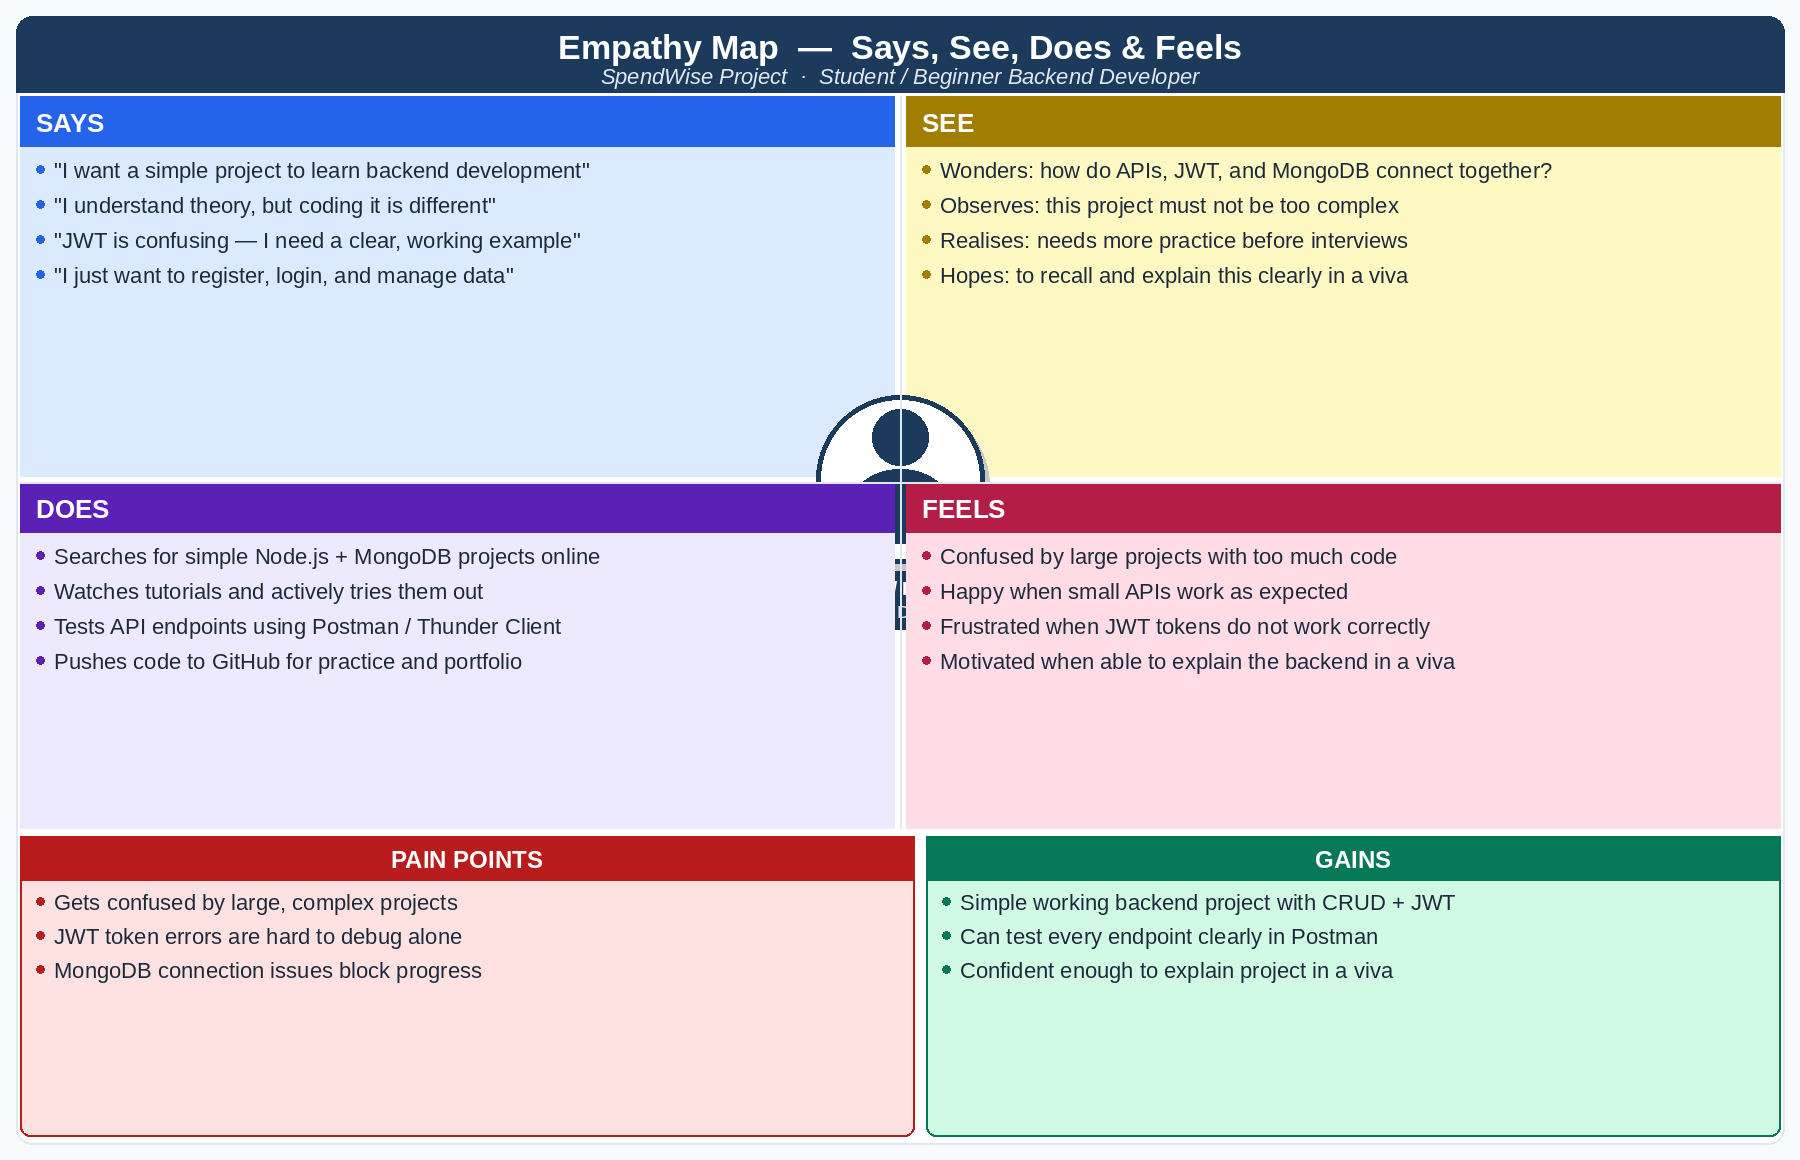 Empathy Map — Says, See, Does & Feels
SpendWise Project · Student / Beginner Backend Developer
SAYS
"I want a simple project to learn backend development"
"I understand theory, but coding it is different"
"JWT is confusing — I need a clear, working example"
"I just want to register, login, and manage data"
SEE
Wonders: how do APIs, JWT, and MongoDB connect together?
Observes: this project must not be too complex
Realises: needs more practice before interviews
Hopes: to recall and explain this clearly in a viva
DOES
Searches for simple Node.js + MongoDB projects online
Watches tutorials and actively tries them out
Tests API endpoints using Postman / Thunder Client
Pushes code to GitHub for practice and portfolio
FEELS
Confused by large projects with too much code
Happy when small APIs work as expected
Frustrated when JWT tokens do not work correctly
Motivated when able to explain the backend in a viva
PAIN POINTS
Gets confused by large, complex projects
JWT token errors are hard to debug alone
MongoDB connection issues block progress
GAINS
Simple working backend project with CRUD + JWT
Can test every endpoint clearly in Postman
Confident enough to explain project in a viva